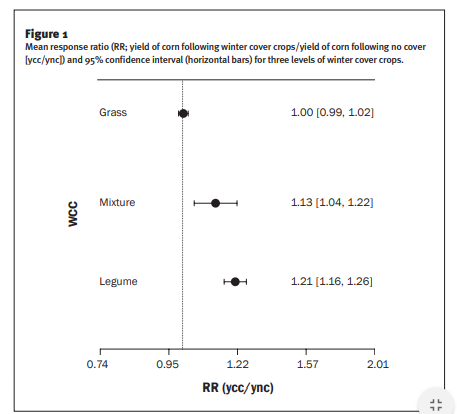 Figure 1
Mean response ratio (RR; yield of corn following winter cover crops/yield of corn following no cover
[ycc/ync]) and 95% confidence interval (horizontal bars) for three levels of winter cover crops.
Grass 1.00 [0.99, 1.02]
Mixture 1.13 [1.04, 1.22]
WCC
Legume 1.21 [1.16, 1.26]
0.74 0.95 1.22 1.57 2.01
RR (ycc/ync)